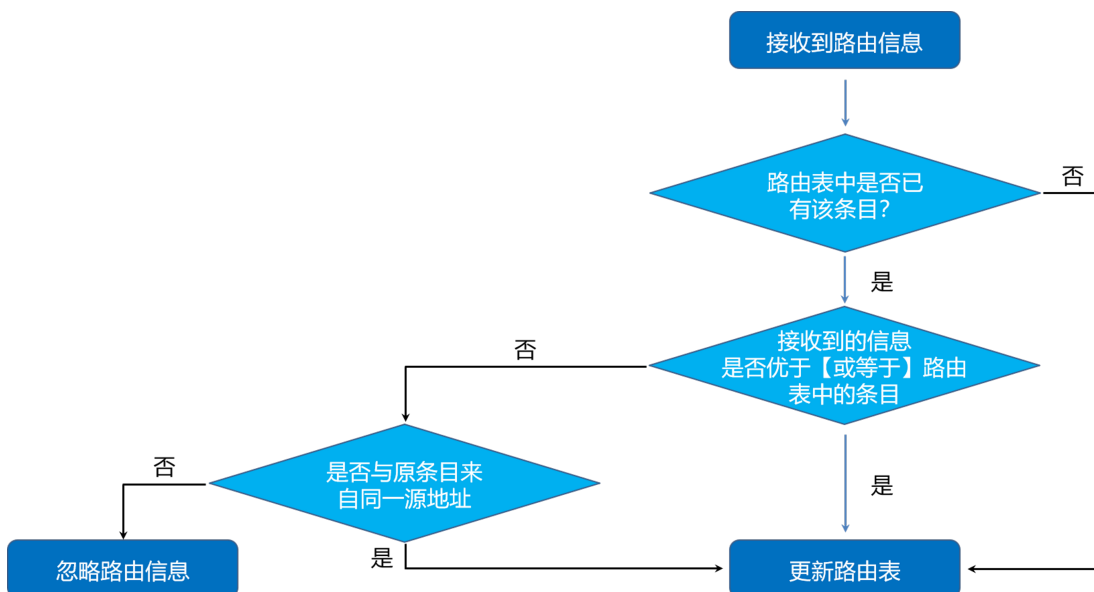 接收到路由信息
路由表中是否已
有该条目?
否
是
接收到的信息
是否优于【或等于】路由
表中的条目
否
是否与原条目来
自同一源地址
否
是
是
忽略路由信息
更新路由表